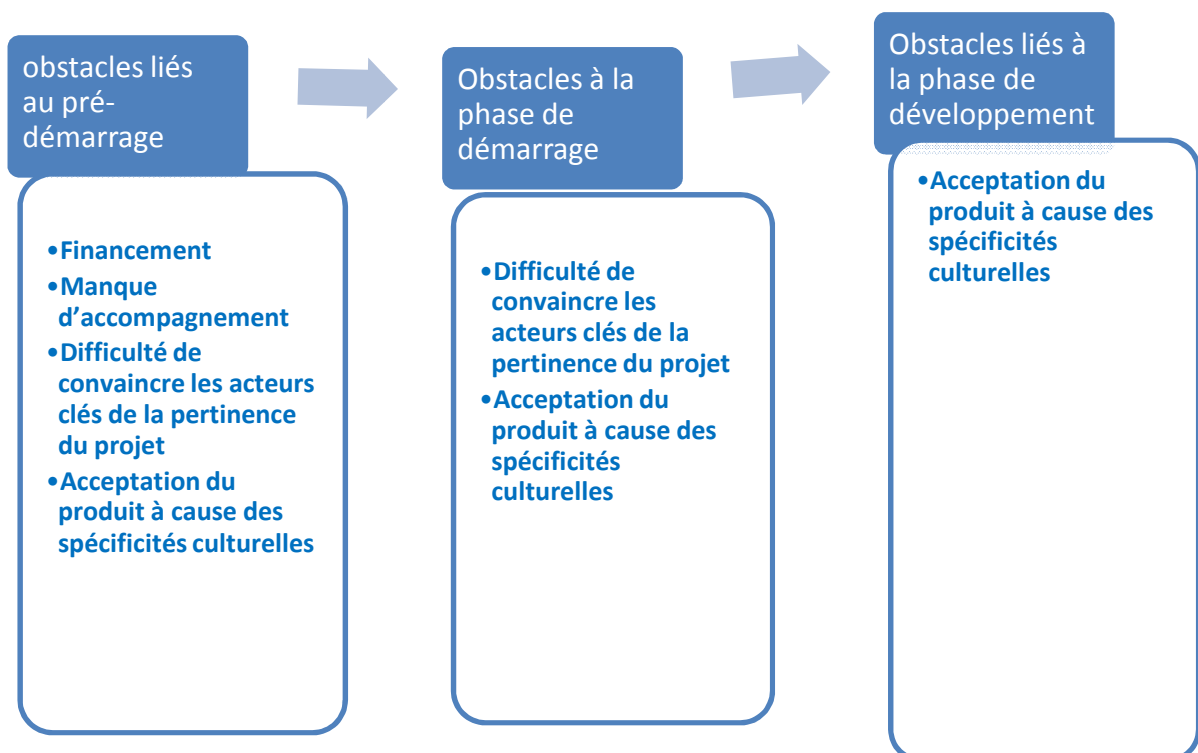 obstacles liés
au pré-
démarrage
•Financement
•Manque
d’accompagnement
•Difficulté de
convaincre les acteurs
clés de la pertinence
du projet
•Acceptation du
produit à cause des
spécificités culturelles
Obstacles à la
phase de
démarrage
•Difficulté de
convaincre les
acteurs clés de la
pertinence du projet
•Acceptation du
produit à cause des
spécificités
culturelles
Obstacles liés à
la phase de
développement
•Acceptation du
produit à cause des
spécificités
culturelles